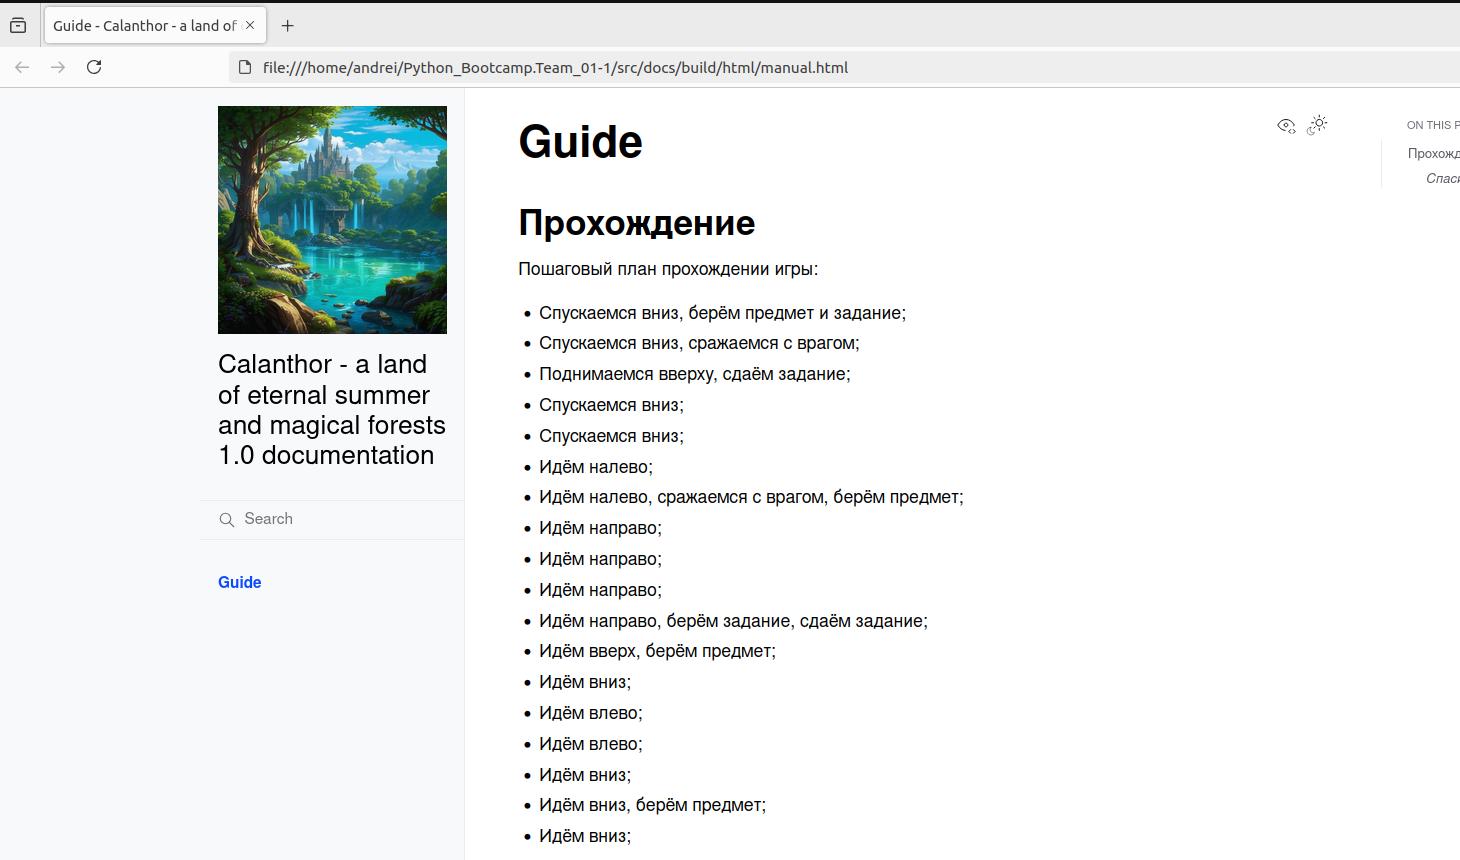 Guide - Calanthor - a land of
file:///home/andrei/Python_Bootcamp.Team_01-1/src/docs/build/html/manual.html
Calanthor - a land
of eternal summer
and magical forests
1.0 documentation
Search
Guide
Guide
Прохождение
Пошаговый план прохождении игры:
• Спускаемся вниз, берём предмет и задание;
• Спускаемся вниз, сражаемся с врагом;
• Поднимаемся вверху, сдаём задание;
• Спускаемся вниз;
• Спускаемся вниз;
• Идём налево;
• Идём налево, сражаемся с врагом, берём предмет;
• Идём направо;
• Идём направо;
• Идём направо;
• Идём направо, берём задание, сдаём задание;
• Идём вверх, берём предмет;
• Идём вниз;
• Идём влево;
• Идём влево;
• Идём вниз;
• Идём вниз, берём предмет;
• Идём вниз;
ON THIS P
Прохожд
Спаси